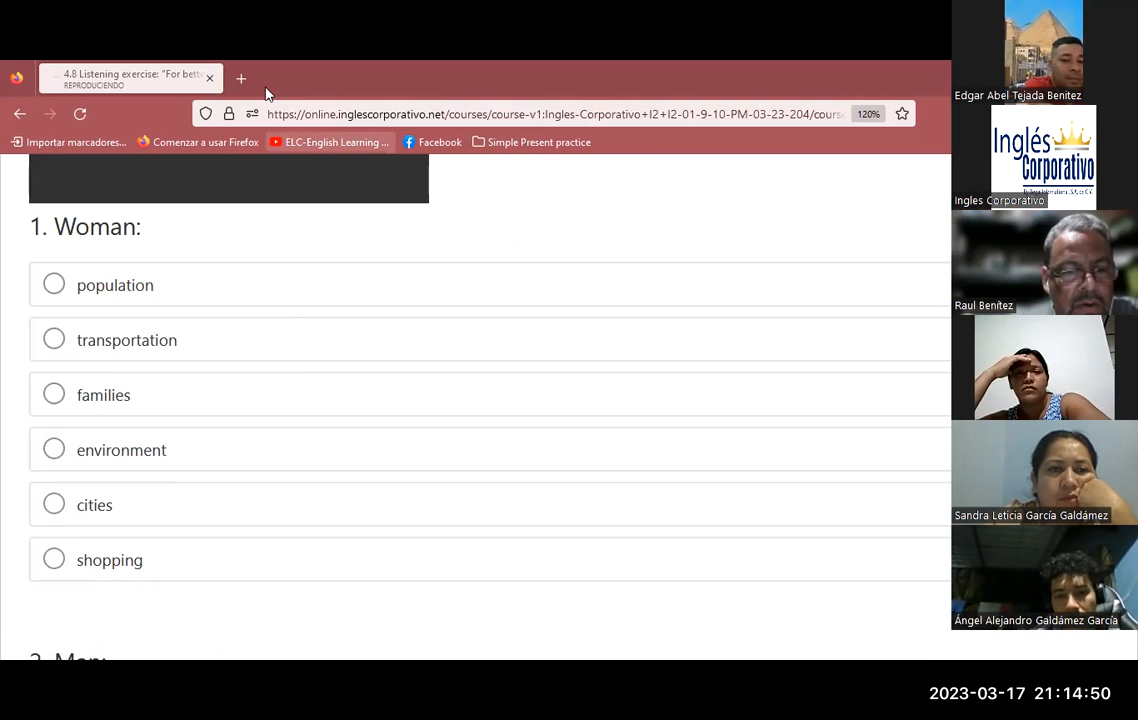 4.8 Listening exercise: "For bett
REPRODUCIENDO
https://online.inglescorporativo.net/courses/course-v1:Ingles-Corporativo+I2+I2-01-9-10-PM-03-23-204/cours
120%
Importar marcadores...
Comenzar a usar Firefox
ELC-English Learning ...
Facebook
Simple Present practice
1. Woman:
population
transportation
families
environment
cities
shopping
Edgar Abel Tejada Benitez
Inglés
Corporativo
Ingles Corporativo
Raul Benítez
Sandra Leticia García Galdámez
Ángel Alejandro Galdámez García
2023-03-17 21:14:50